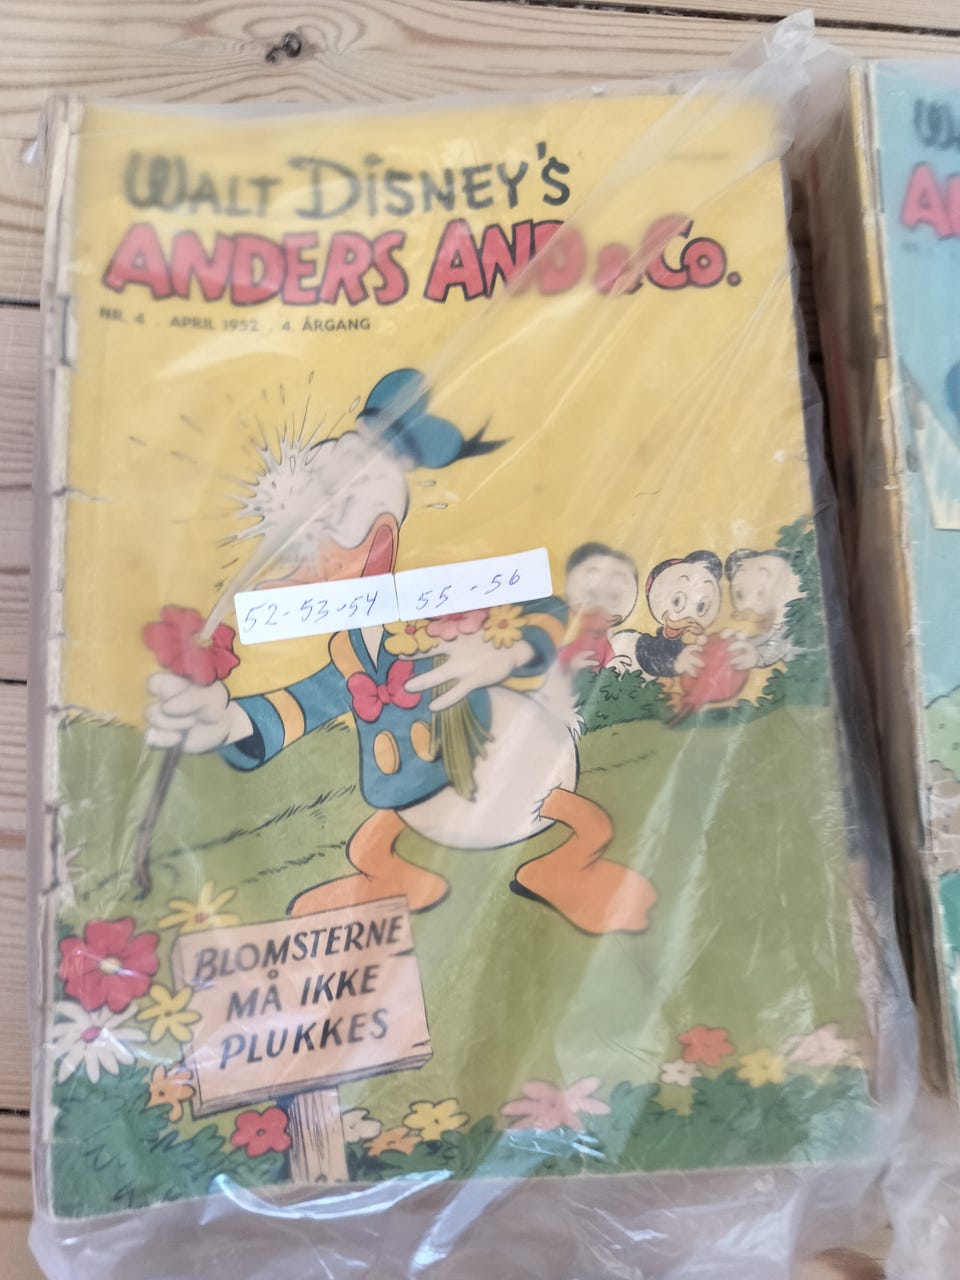 WALT DISNEY'S
ANDERS AND & Co.
NR. 4 . APRIL 1952 . 4. ÅRGANG
52-53-54 55-56
BLOMSTERNE
MÅ IKKE
PLUKKES